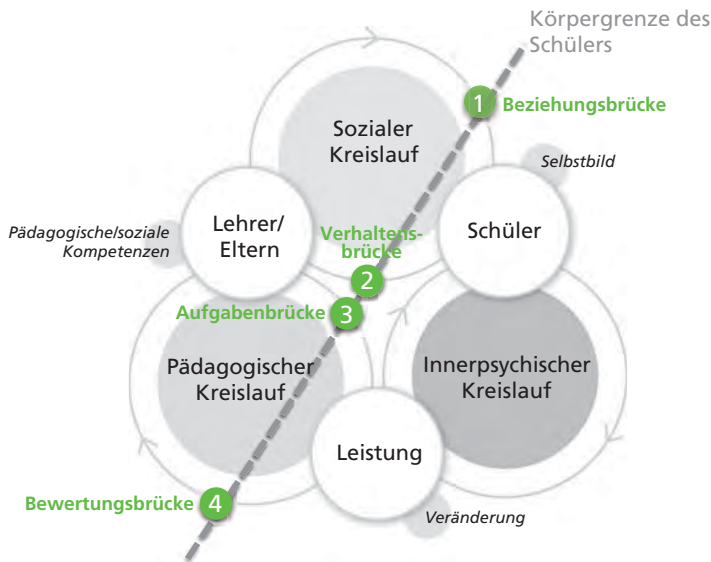 Körpergrenze des
Schülers
1 Beziehungsbrücke
Sozialer
Kreislauf
Selbstbild
Lehrer/
Eltern
Schüler
Pädagogische/soziale
Kompetenzen
Verhaltens-
brücke
2
Aufgabenbrücke 3
Pädagogischer
Kreislauf
Innerpsychischer
Kreislauf
Leistung
Bewertungsbrücke 4
Veränderung